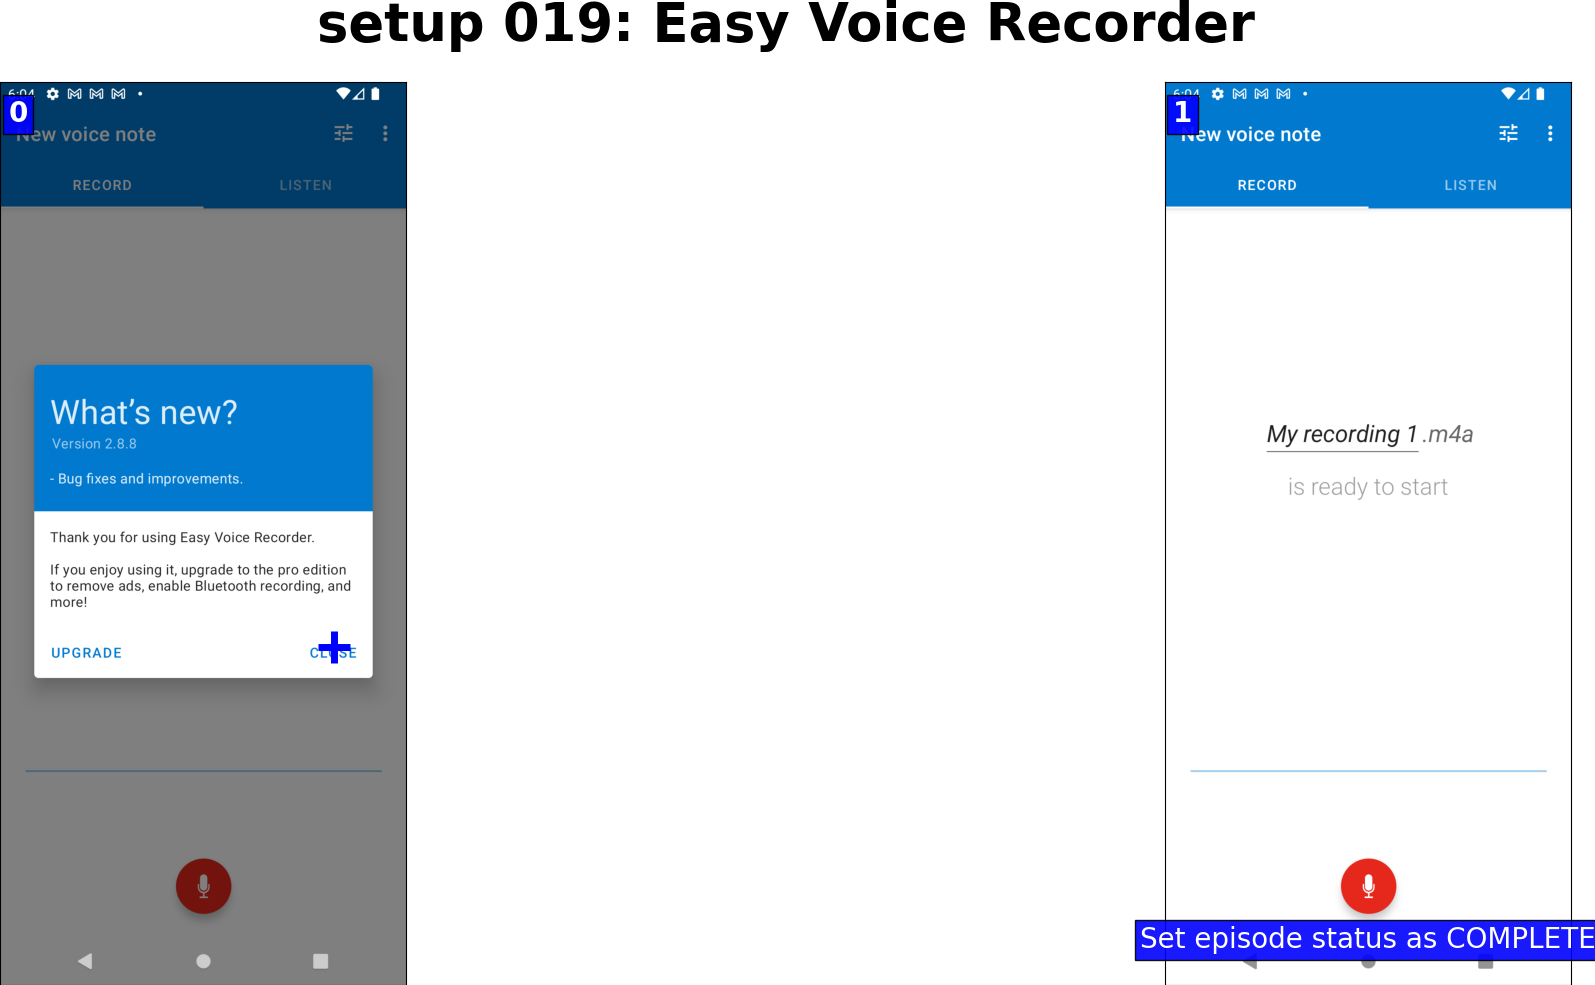 setup 019: Easy Voice Recorder
6:04
0
New voice note
RECORD
LISTEN
What's new?
Version 2.8.8
- Bug fixes and improvements.
Thank you for using Easy Voice Recorder.
If you enjoy using it, upgrade to the pro edition
to remove ads, enable Bluetooth recording, and
more!
UPGRADE
CLOSE
6:04
1
New voice note
RECORD
LISTEN
My recording 1 .m4a
is ready to start
Set episode status as COMPLETE